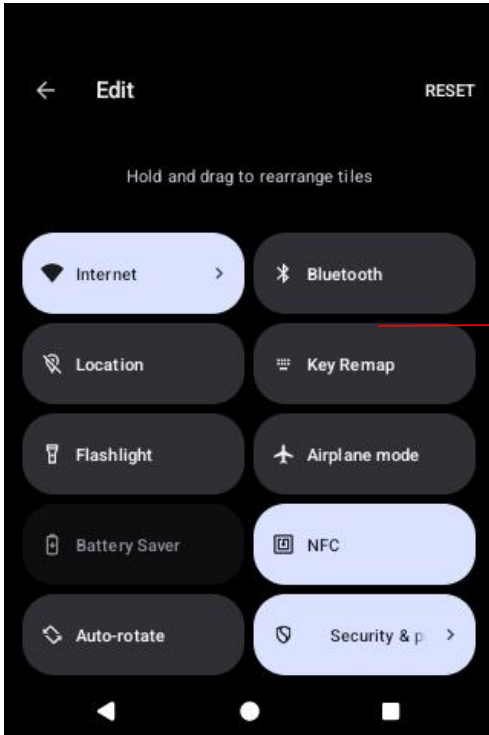 Edit
RESET
Hold and drag to rearrange tiles
Internet
Bluetooth
Location
Key Remap
Flashlight
Airplane mode
Battery Saver
NFC
Auto-rotate
Security & p